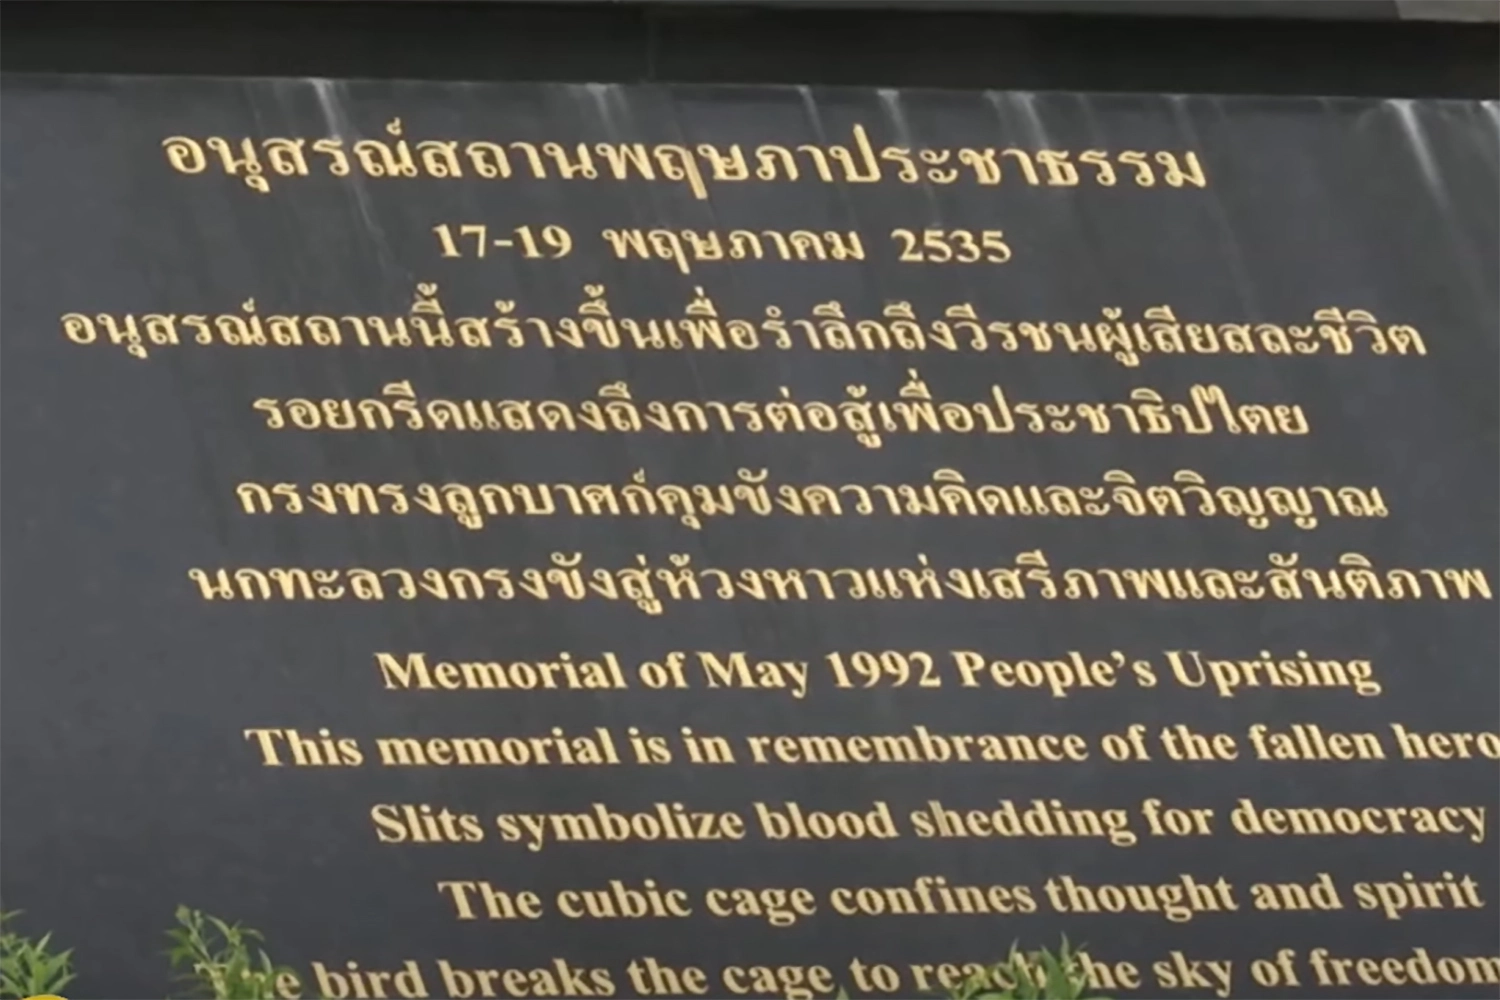 อนุสรณ์สถานพฤษภาประชาธรรม
17-19 พฤษภาคม 2535
อนุสรณ์สถานนี้สร้างขึ้นเพื่อรำลึกถึงวีรชนผู้เสียสละชีวิต
รอยกรีดแสดงถึงการต่อสู้เพื่อประชาธิปไตย
กรงทรงลูกบาศก์คุมขังความคิดและจิตวิญญาณ
นกทะลวงกรงขังสู่ห้วงหาวแห่งเสรีภาพและสันติภาพ
Memorial of May 1992 People's Uprising
This memorial is in remembrance of the fallen hero
Slits symbolize blood shedding for democracy
The cubic cage confines thought and spirit
bird breaks the cage to reach the sky of freedom